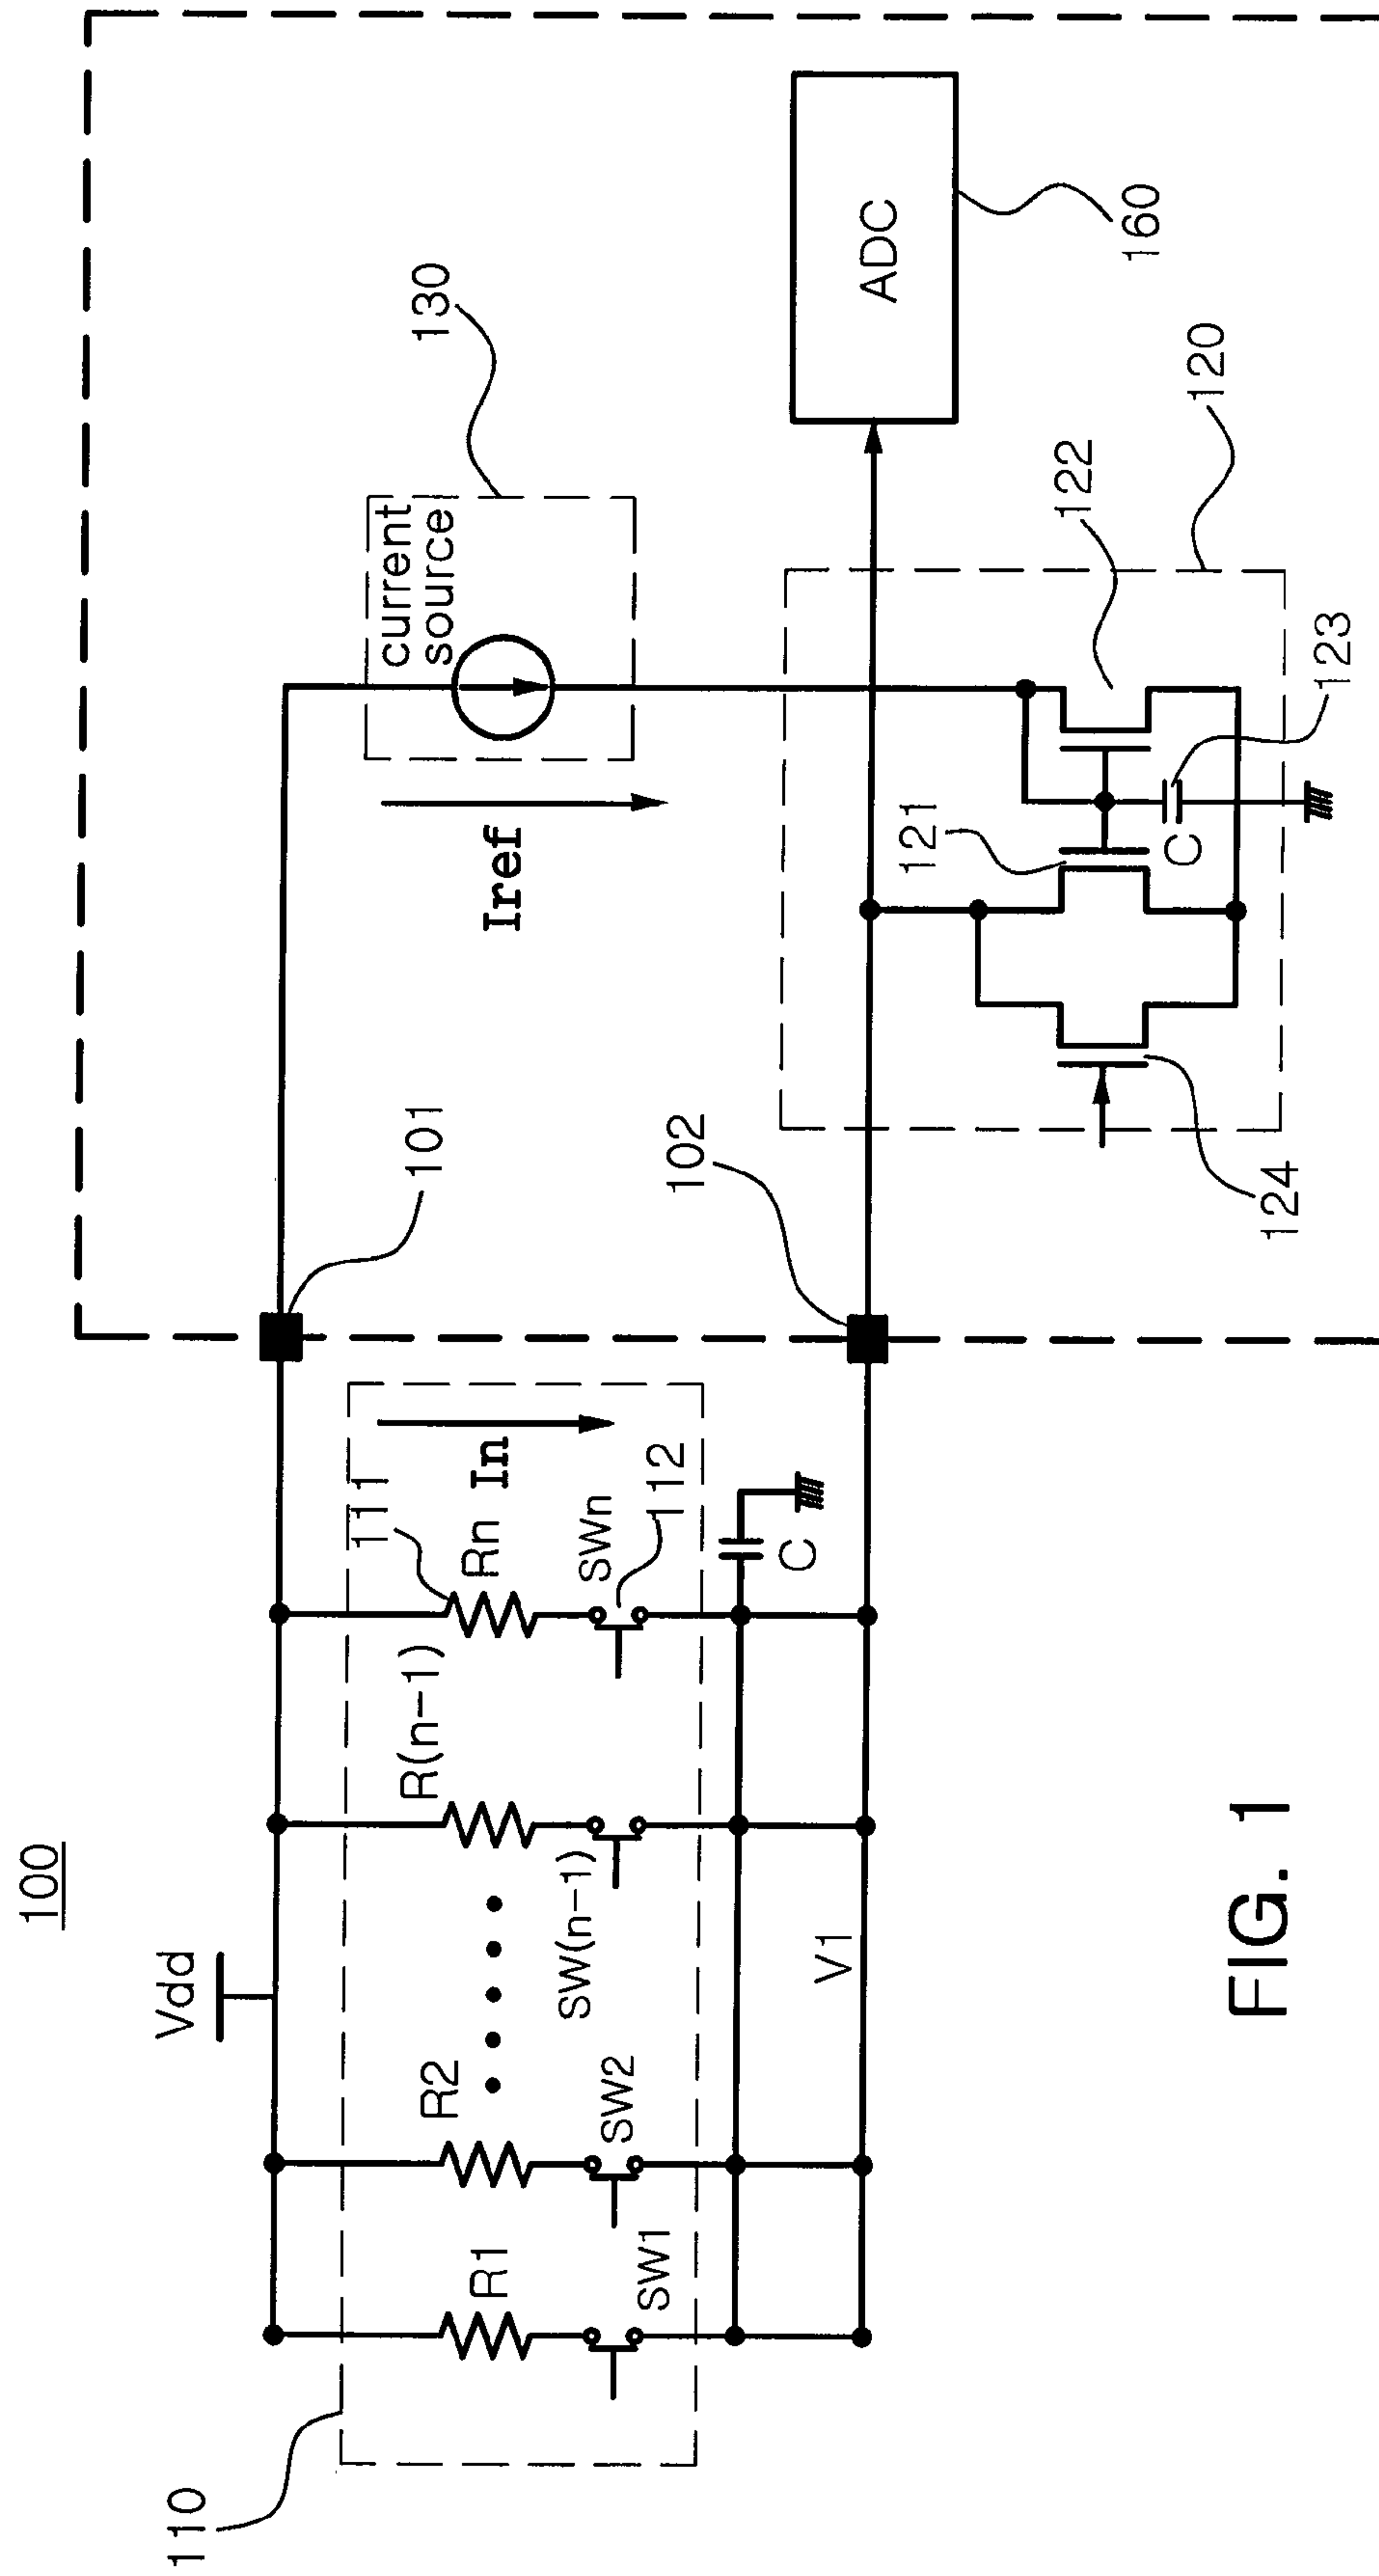 100
Vdd
110
R1
R2
R(n-1)
Rn
111
In
SW1
SW2
SW(n-1)
SWn
112
C
V1
101
102
Iref
current
source
130
ADC
160
120
121
122
123
C
124
FIG. 1